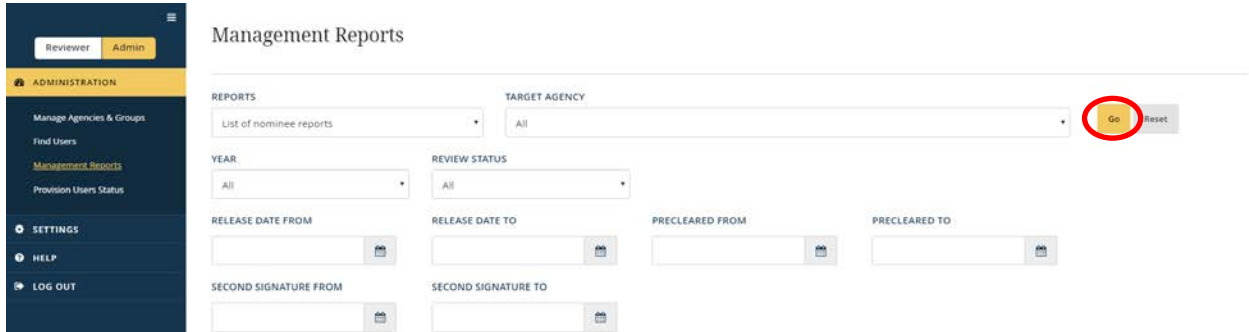 Reviewer Admin
ADMINISTRATION
Manage Agencies & Groups
Find Users
Management Reports
Provision Users Status
SETTINGS
HELP
LOG OUT
Management Reports
REPORTS TARGET AGENCY
List of nominee reports All Go Reset
YEAR REVIEW STATUS
All All
RELEASE DATE FROM RELEASE DATE TO PRECLEARED FROM PRECLEARED TO
SECOND SIGNATURE FROM SECOND SIGNATURE TO